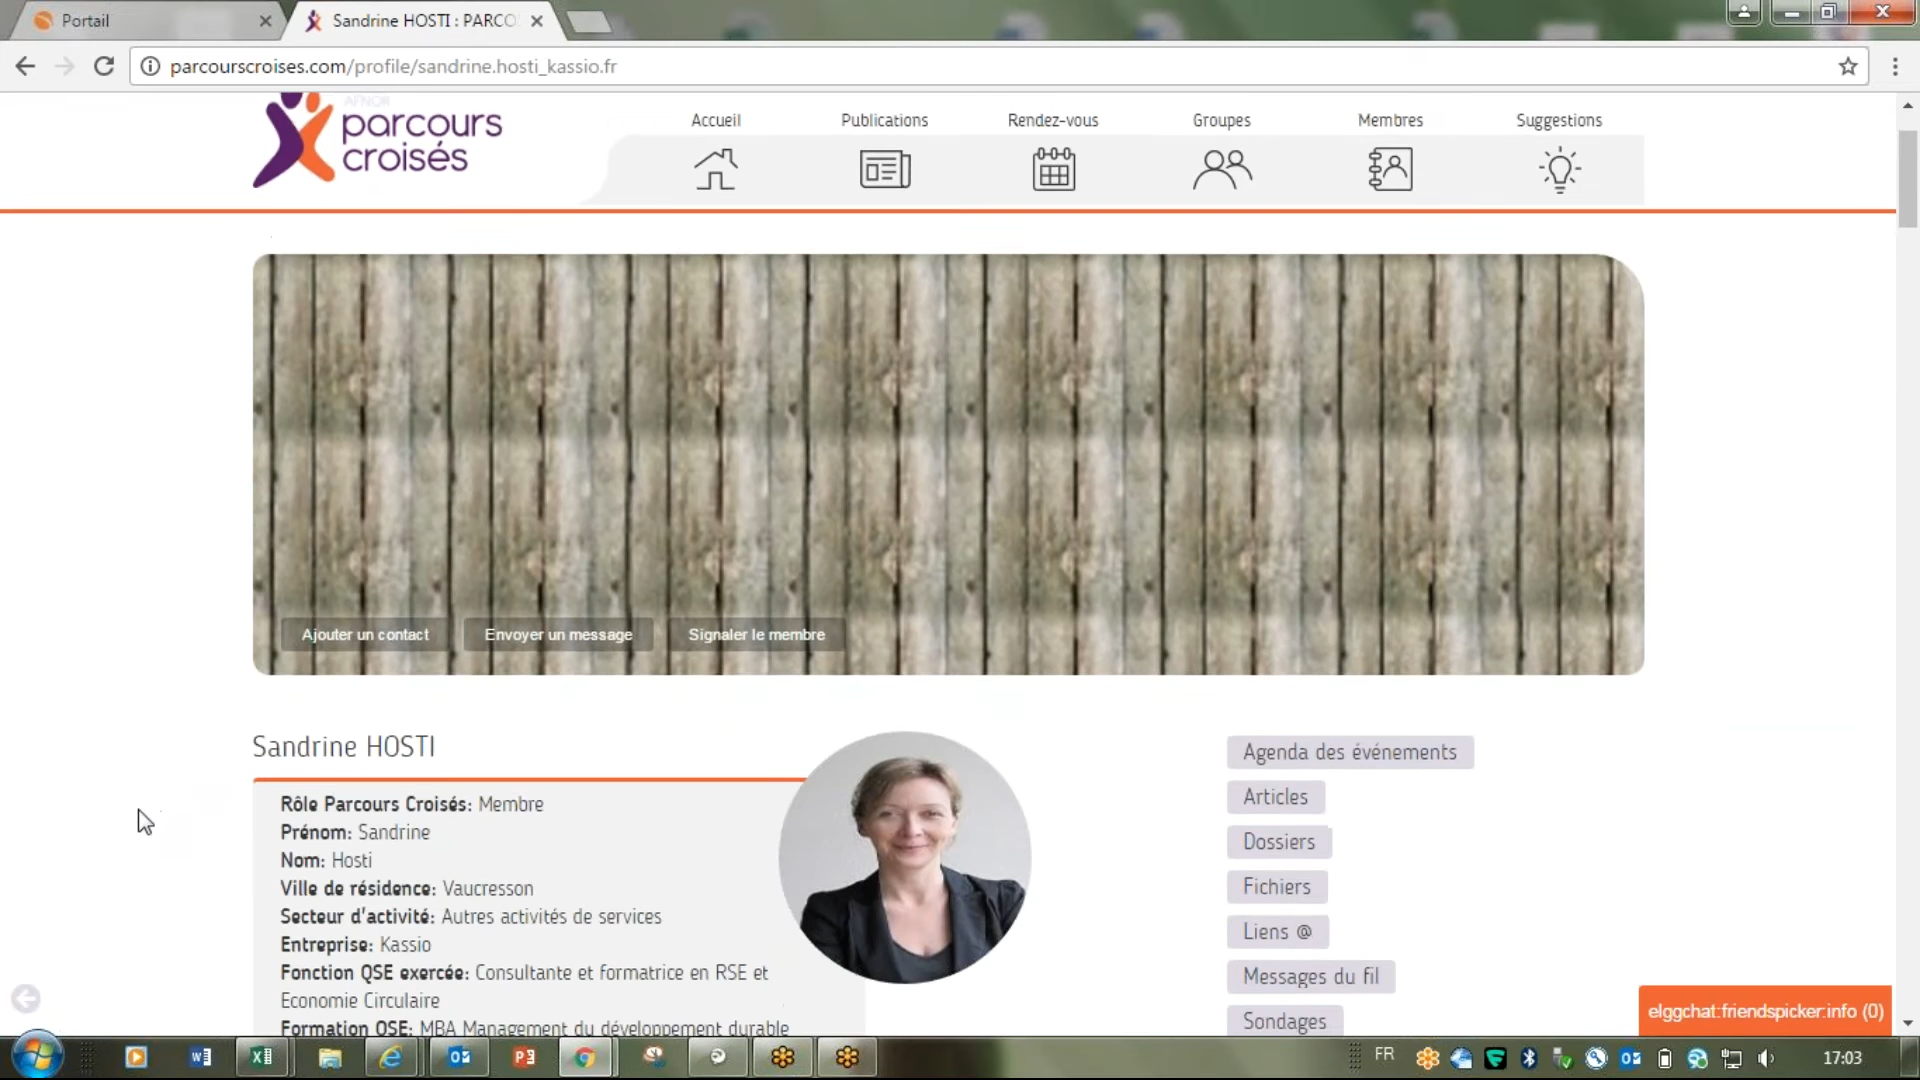 Portail
Sandrine HOSTI : PARCO
parcourscroises.com/profile/sandrine.hosti_kassio.fr
AFNOR
parcours
croisés
Accueil
Publications
Rendez-vous
Groupes
Membres
Suggestions
Ajouter un contact
Envoyer un message
Signaler le membre
Sandrine HOSTI
Rôle Parcours Croisés: Membre
Prénom: Sandrine
Nom: Hosti
Ville de résidence: Vaucresson
Secteur d'activité: Autres activités de services
Entreprise: Kassio
Fonction QSE exercée: Consultante et formatrice en RSE et
Economie Circulaire
Formation QSE: MBA Management du développement durable
Agenda des événements
Articles
Dossiers
Fichiers
Liens @
Messages du fil
Sondages
elggchat:friendspicker:info (0)
FR
17:03